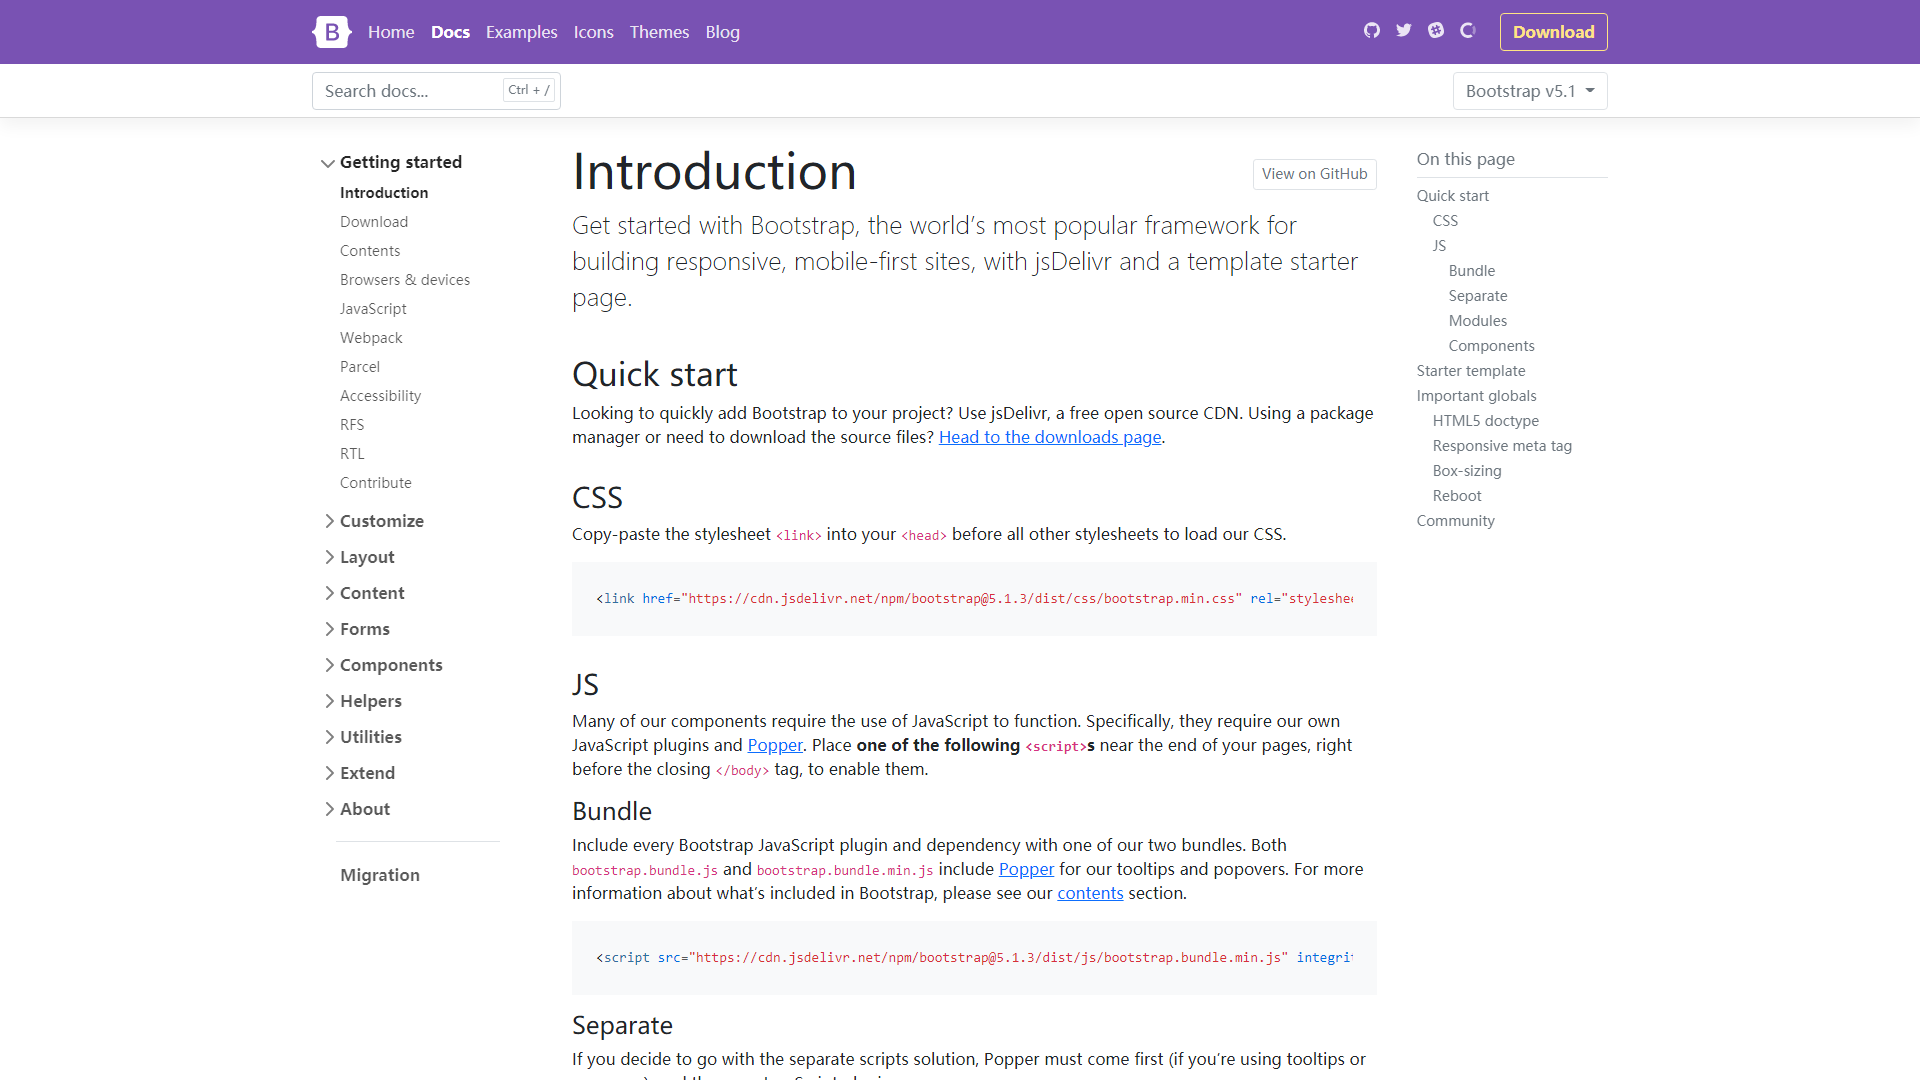 B Home Docs Examples Icons Themes Blog Download
Search docs... Ctrl + / Bootstrap v5.1
Getting started
Introduction
Download
Contents
Browsers & devices
JavaScript
Webpack
Parcel
Accessibility
RFS
RTL
Contribute
Customize
Layout
Content
Forms
Components
Helpers
Utilities
Extend
About
Migration
Introduction
View on GitHub
Get started with Bootstrap, the world’s most popular framework for
building responsive, mobile-first sites, with jsDelivr and a template starter
page.
Quick start
Looking to quickly add Bootstrap to your project? Use jsDelivr, a free open source CDN. Using a package
manager or need to download the source files? Head to the downloads page.
CSS
Copy-paste the stylesheet <link> into your <head> before all other stylesheets to load our CSS.
<link href="https://cdn.jsdelivr.net/npm/bootstrap@5.1.3/dist/css/bootstrap.min.css" rel="styleshee
JS
Many of our components require the use of JavaScript to function. Specifically, they require our own
JavaScript plugins and Popper. Place one of the following <script>s near the end of your pages, right
before the closing </body> tag, to enable them.
Bundle
Include every Bootstrap JavaScript plugin and dependency with one of our two bundles. Both
bootstrap.bundle.js and bootstrap.bundle.min.js include Popper for our tooltips and popovers. For more
information about what’s included in Bootstrap, please see our contents section.
<script src="https://cdn.jsdelivr.net/npm/bootstrap@5.1.3/dist/js/bootstrap.bundle.min.js" integrit
Separate
If you decide to go with the separate scripts solution, Popper must come first (if you’re using tooltips or
On this page
Quick start
CSS
JS
Bundle
Separate
Modules
Components
Starter template
Important globals
HTML5 doctype
Responsive meta tag
Box-sizing
Reboot
Community